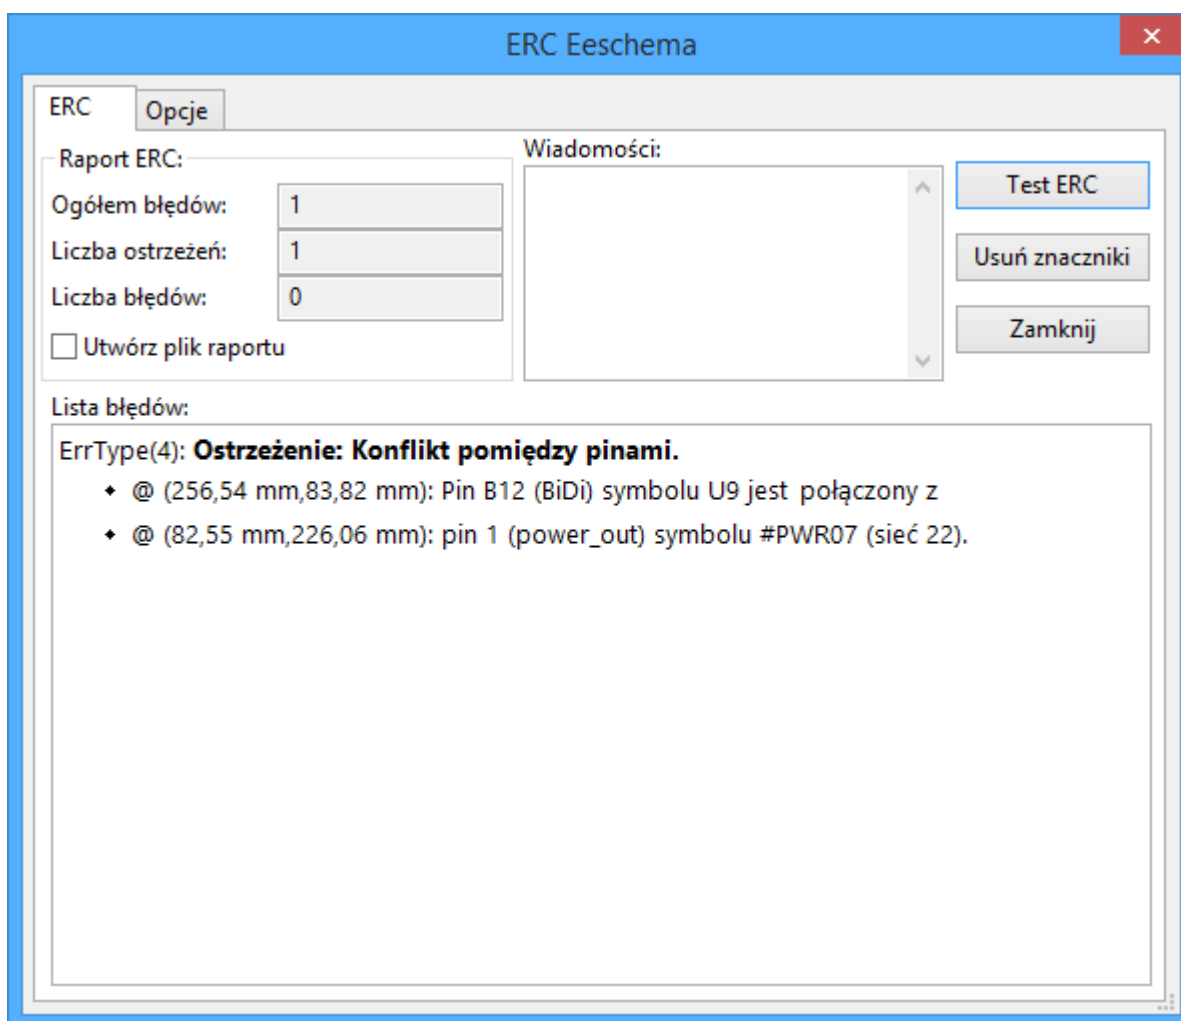 ERC Eeschema
×
ERC
Opcje
Raport ERC:
Ogółem błędów:
1
Liczba ostrzeżeń:
1
Liczba błędów:
0
Utwórz plik raportu
Wiadomości:
Test ERC
Usuń znaczniki
Zamknij
Lista błędów:
ErrType(4): Ostrzeżenie: Konflikt pomiędzy pinami.
@ (256,54 mm,83,82 mm): Pin B12 (BiDi) symbolu U9 jest połączony z
@ (82,55 mm,226,06 mm): pin 1 (power_out) symbolu #PWR07 (sieć 22).